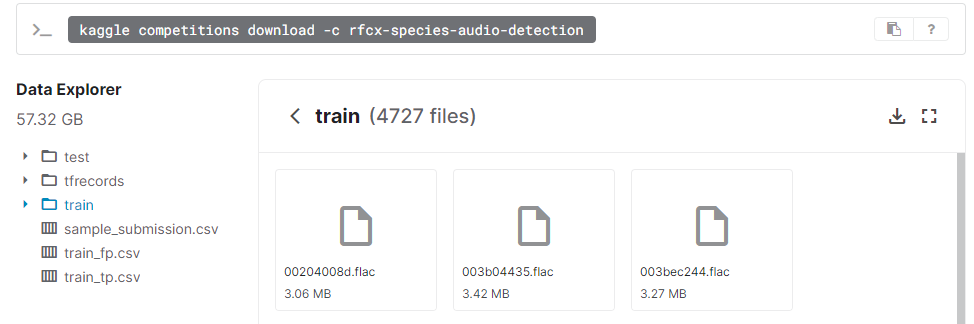 kaggle competitions download -c rfcx-species-audio-detection
?
Data Explorer
57.32 GB
test
tfrecords
train
sample_submission.csv
train_fp.csv
train_tp.csv
train (4727 files)
00204008d.flac
3.06 MB
003b04435.flac
3.42 MB
003bec244.flac
3.27 MB